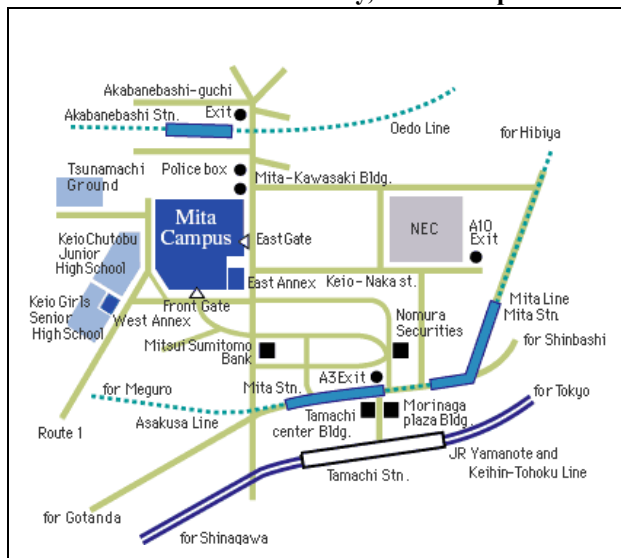 Akabanebashi-guchi
Akabanebashi Stn.
Exit
Oedo Line
for Hibiya
Tsunamachi
Ground
Police box
Mita-Kawasaki Bldg.
Mita
Campus
East Gate
NEC
A10
Exit
Keio Chutobu
Junior
High School
East Annex
Keio-Naka st.
Keio Girls
Senior
High School
West Annex
Front Gate
Nomura
Securities
Mita Line
Mita Stn.
Mitsui Sumitomo
Bank
for Shinbashi
for Meguro
Mita Stn.
A3Exit
for Tokyo
Asakusa Line
Tamachi
center Bldg.
Morinaga
plaza Bldg.
Route 1
JR Yamanote and
Keihin-Tohoku Line
Tamachi Stn.
for Gotanda
for Shinagawa